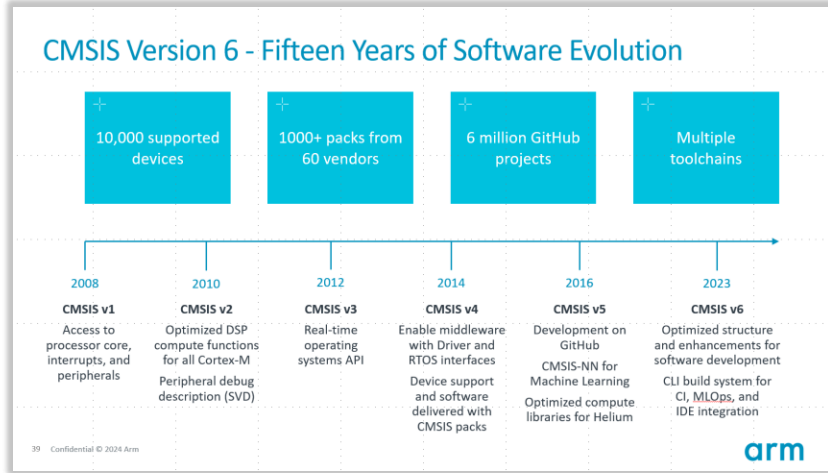 CMSIS Version 6 - Fifteen Years of Software Evolution
10,000 supported
devices
1000+ packs from
60 vendors
6 million GitHub
projects
Multiple
toolchains
2008
CMSIS v1
Access to
processor core,
interrupts, and
peripherals
2010
CMSIS v2
Optimized DSP
compute functions
for all Cortex-M
Peripheral debug
description (SVD)
2012
CMSIS v3
Real-time
operating
systems API
2014
CMSIS v4
Enable middleware
with Driver and
RTOS interfaces
Device support
and software
delivered with
CMSIS packs
2016
CMSIS v5
Development on
GitHub
CMSIS-NN for
Machine Learning
Optimized compute
libraries for Helium
2023
CMSIS v6
Optimized structure
and enhancements for
software development
CLI build system for
CI, MLOps, and
IDE integration
39 Confidential © 2024 Arm
arm